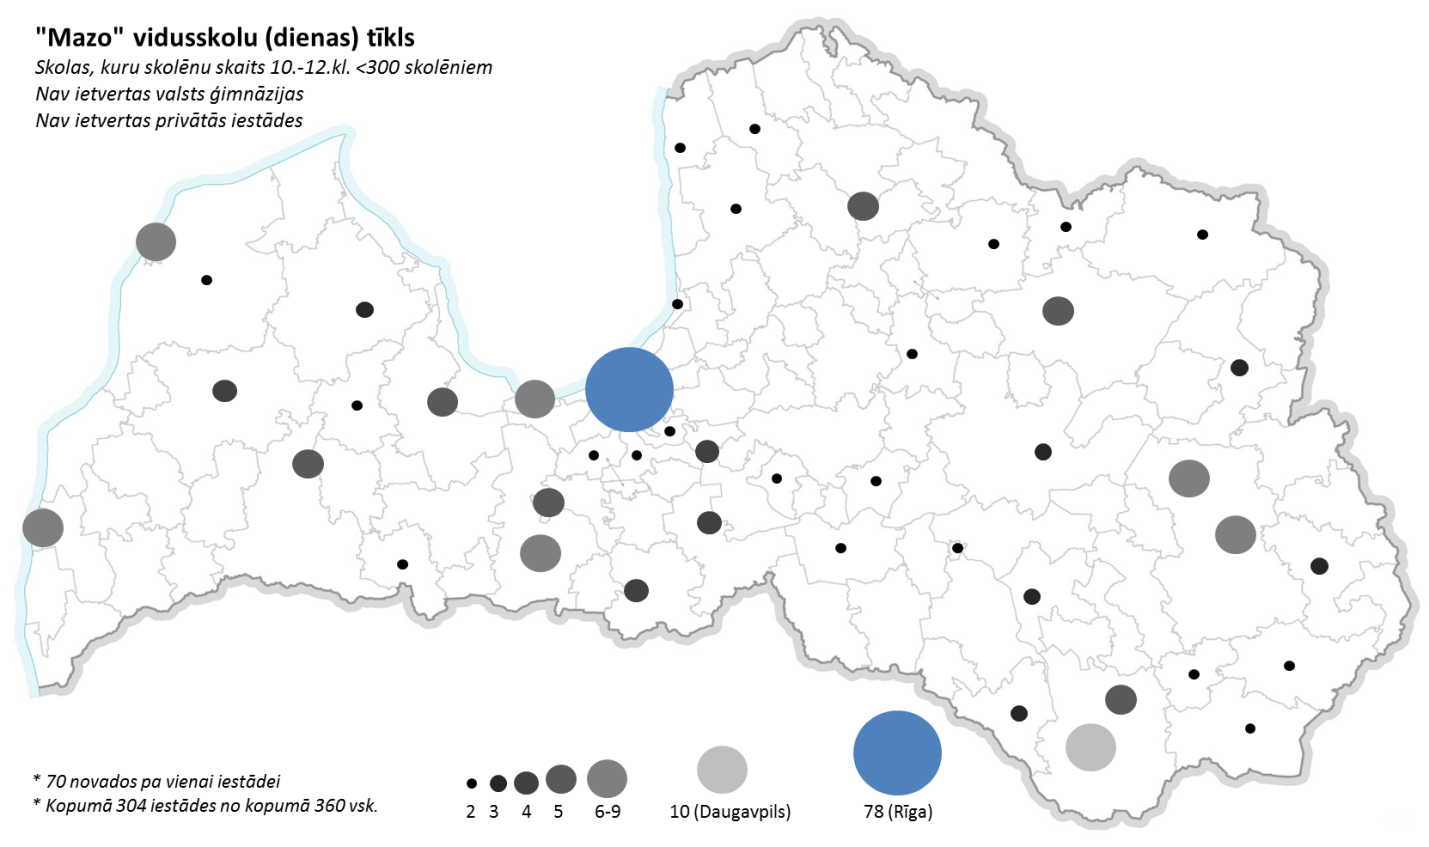 "Mazo" vidusskolu (dienas) tīkls
Skolas, kuru skolēnu skaits 10.-12.kl. <300 skolēniem
Nav ietvertas valsts ģimnāzijas
Nav ietvertas privātās iestādes
* 70 novados pa vienai iestādei
* Kopumā 304 iestādes no kopumā 360 vsk.
2 3 4 5 6-9 10 (Daugavpils) 78 (Rīga)